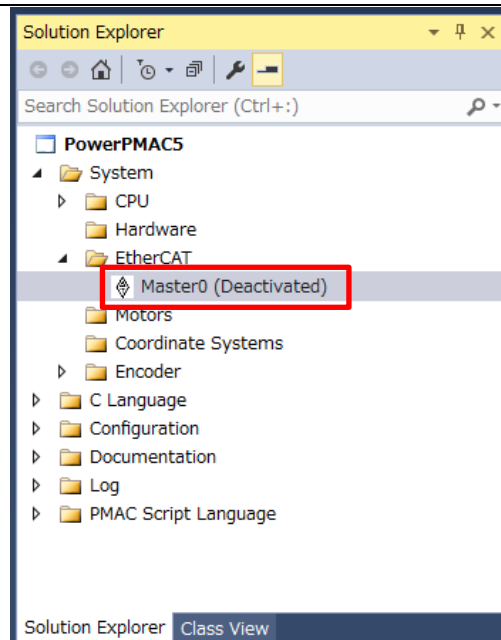 Solution Explorer
Search Solution Explorer (Ctrl+:)
PowerPMAC5
System
CPU
Hardware
EtherCAT
Master0 (Deactivated)
Motors
Coordinate Systems
Encoder
C Language
Configuration
Documentation
Log
PMAC Script Language
Solution Explorer Class View